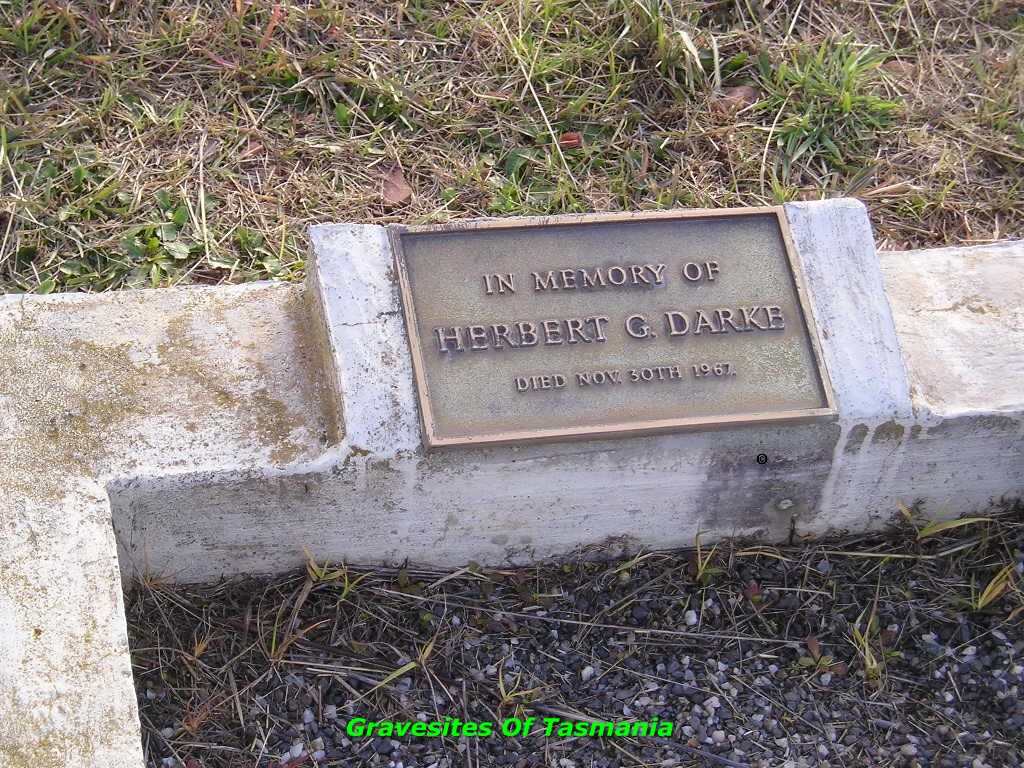 IN MEMORY OF
HERBERT G. DARKE
DIED NOV. 30TH 1967.
©
Gravesites Of Tasmania